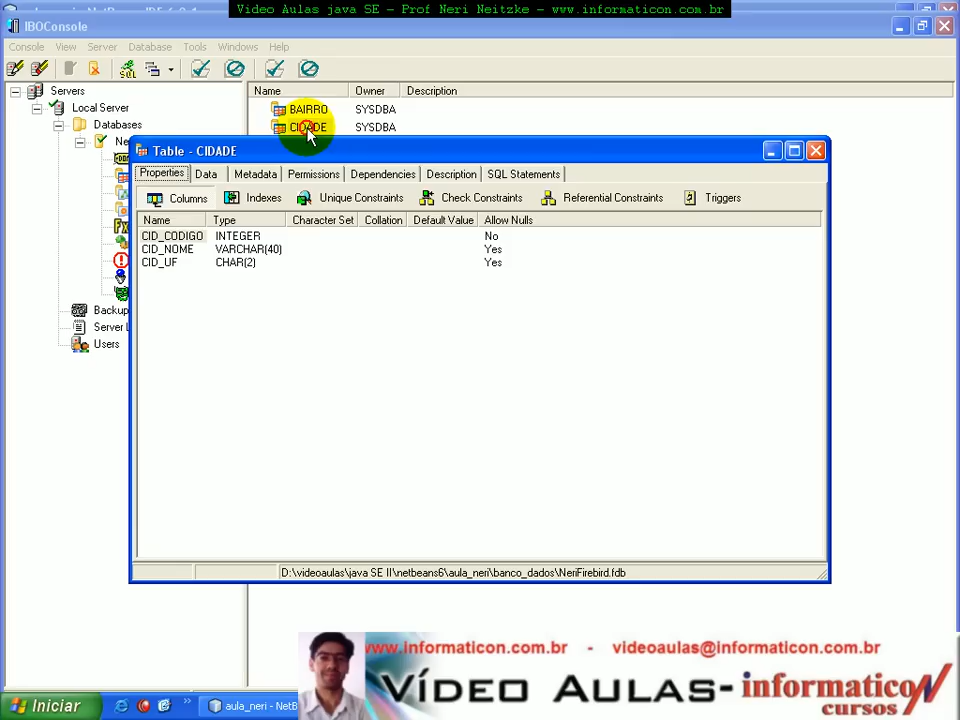 Video Aulas java SE - Prof Neri Neitzke - www.informaticon.com.br
IBOConsole
Console View Server Database Tools Windows Help
SQL
Servers
Local Server
Databases
Ne
Backup
Server L
Users
Name Owner Description
BAIRRO SYSDBA
CIDADE SYSDBA
Table - CIDADE
Properties Data Metadata Permissions Dependencies Description SQL Statements
Columns Indexes Unique Constraints Check Constraints Referential Constraints Triggers
Name Type Character Set Collation Default Value Allow Nulls
CID_CODIGO INTEGER No
CID_NOME VARCHAR(40) Yes
CID_UF CHAR(2) Yes
D:\videoaulas\java SE II\netbeans6\aula_neri\banco_dados\NeriFirebird.fdb
www.informaticon.com.br - videoaulas@informaticon.com.br
VÍDEO AULAS- informaticon
cursos
Iniciar
aula_neri - NetB